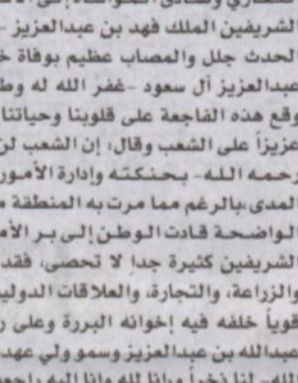 الشريفين الملك فهد بن عبدالعزيز -
الحدث جلل والمصاب عظيم بوفاة
عبدالعزيز آل سعود -غفر الله له
وقع هذه الفاجعة على قلوبنا وحياتنا
عزيزاً على الشعب وقال: إن الشعب لن
رحمه الله- بحنكته وإدارة الأمور
المدى،بالرغم مما مرت به المنطقة
الواضحة قادت الوطن إلى بر
الشريفين كثيرة جدا لا تحصى، فقد
والزراعة، والتجارة، والعلاقات
قوياً خلفه فيه إخوانه البررة وعلى
عبدالله بن عبدالعزيز وسمو ولي عهد